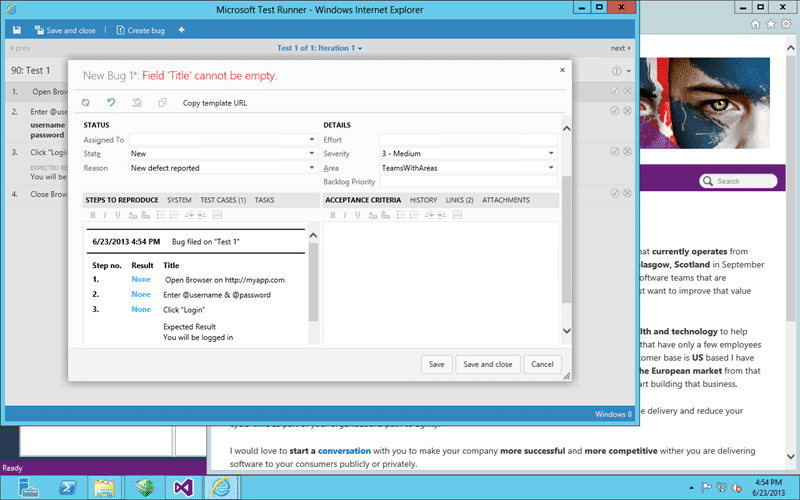 Microsoft Test Runner - Windows Internet Explorer
Save and close
Create bug
prev
Test 1 of 1: Iteration 1
next
90: Test 1
1. Open Brow
2. Enter @usern
username
password
3. Click "Login"
EXPECTED RESULT
You will be
4. Close Brow
New Bug 1*: Field 'Title' cannot be empty.
Copy template URL
STATUS
Assigned To
State New
Reason New defect reported
DETAILS
Effort
Severity 3 - Medium
Area TeamsWithAreas
Backlog Priority
STEPS TO REPRODUCE SYSTEM TEST CASES (1) TASKS
B I U
6/23/2013 4:54 PM Bug filed on "Test 1"
Step no. Result Title
1. None Open Browser on http://myapp.com
2. None Enter @username & @password
3. None Click "Login"
Expected Result
You will be logged in
ACCEPTANCE CRITERIA HISTORY LINKS (2) ATTACHMENTS
B I U
Save
Save and close
Cancel
Windows 8
Search
hat currently operates from
Glasgow, Scotland in September
software teams that are
st want to improve that value
lth and technology to help
that have only a few employees
omer base is US based I have
the European market from that
art building that business.
e delivery and reduce your
I would love to start a conversation with you to make your company more successful and more competitive wither you are delivering
software to your consumers publicly or privately.
Ready
4:54 PM
6/23/2013